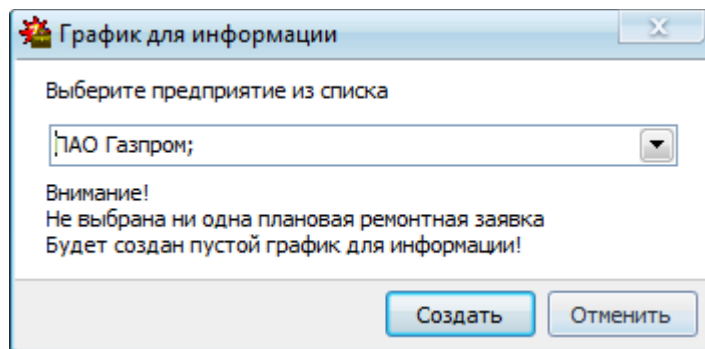 График для информации
Выберите предприятие из списка
ПАО Газпром;
Внимание!
Не выбрана ни одна плановая ремонтная заявка
Будет создан пустой график для информации!
Создать
Отменить